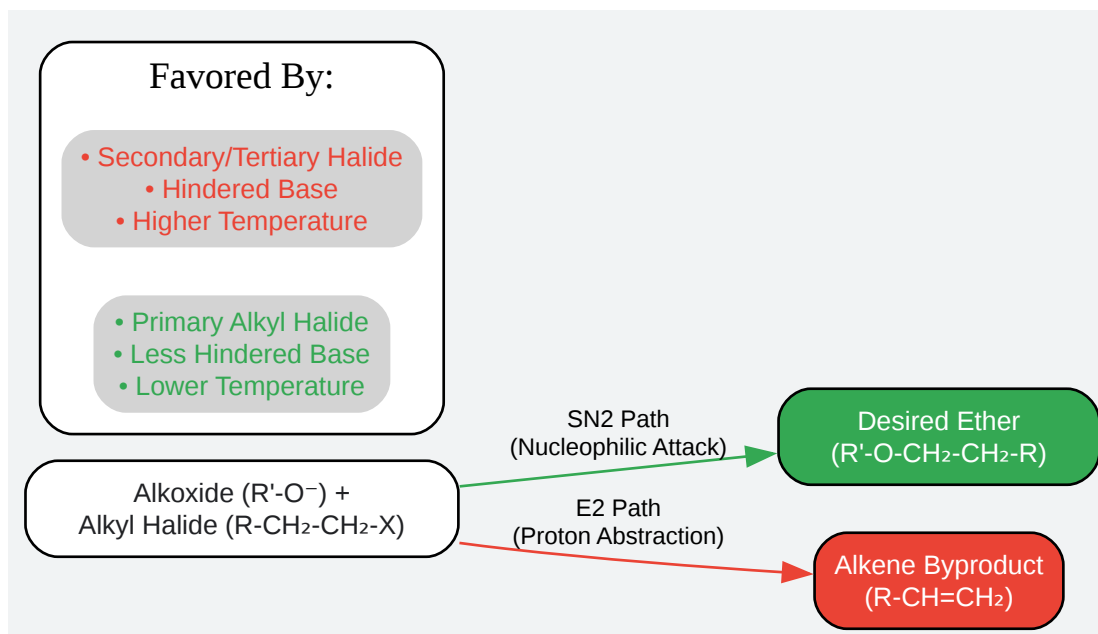 Favored By:
• Secondary/Tertiary Halide
• Hindered Base
• Higher Temperature
• Primary Alkyl Halide
• Less Hindered Base
• Lower Temperature
Alkoxide (R'-O⁻) +
Alkyl Halide (R-CH₂-CH₂-X)
SN2 Path
(Nucleophilic Attack)
Desired Ether
(R'-O-CH₂-CH₂-R)
E2 Path
(Proton Abstraction)
Alkene Byproduct
(R-CH=CH₂)